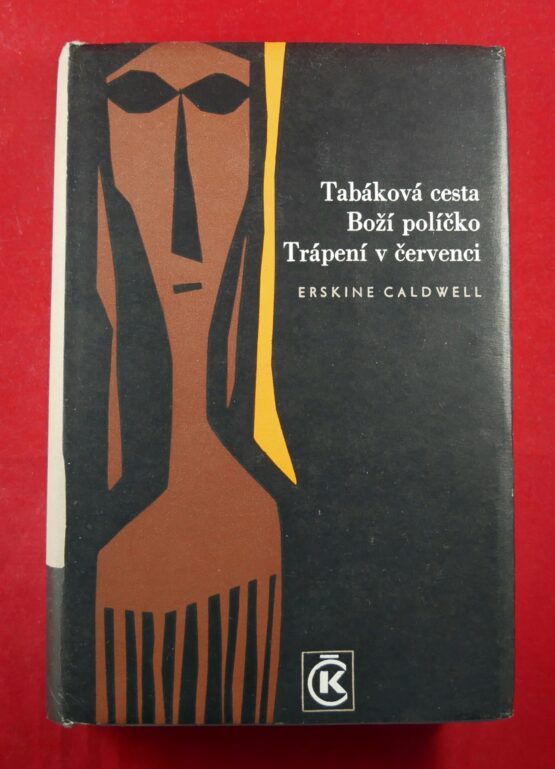 Tabáková cesta
Boží políčko
Trápení v červenci
ERSKINE CALDWELL
ČK